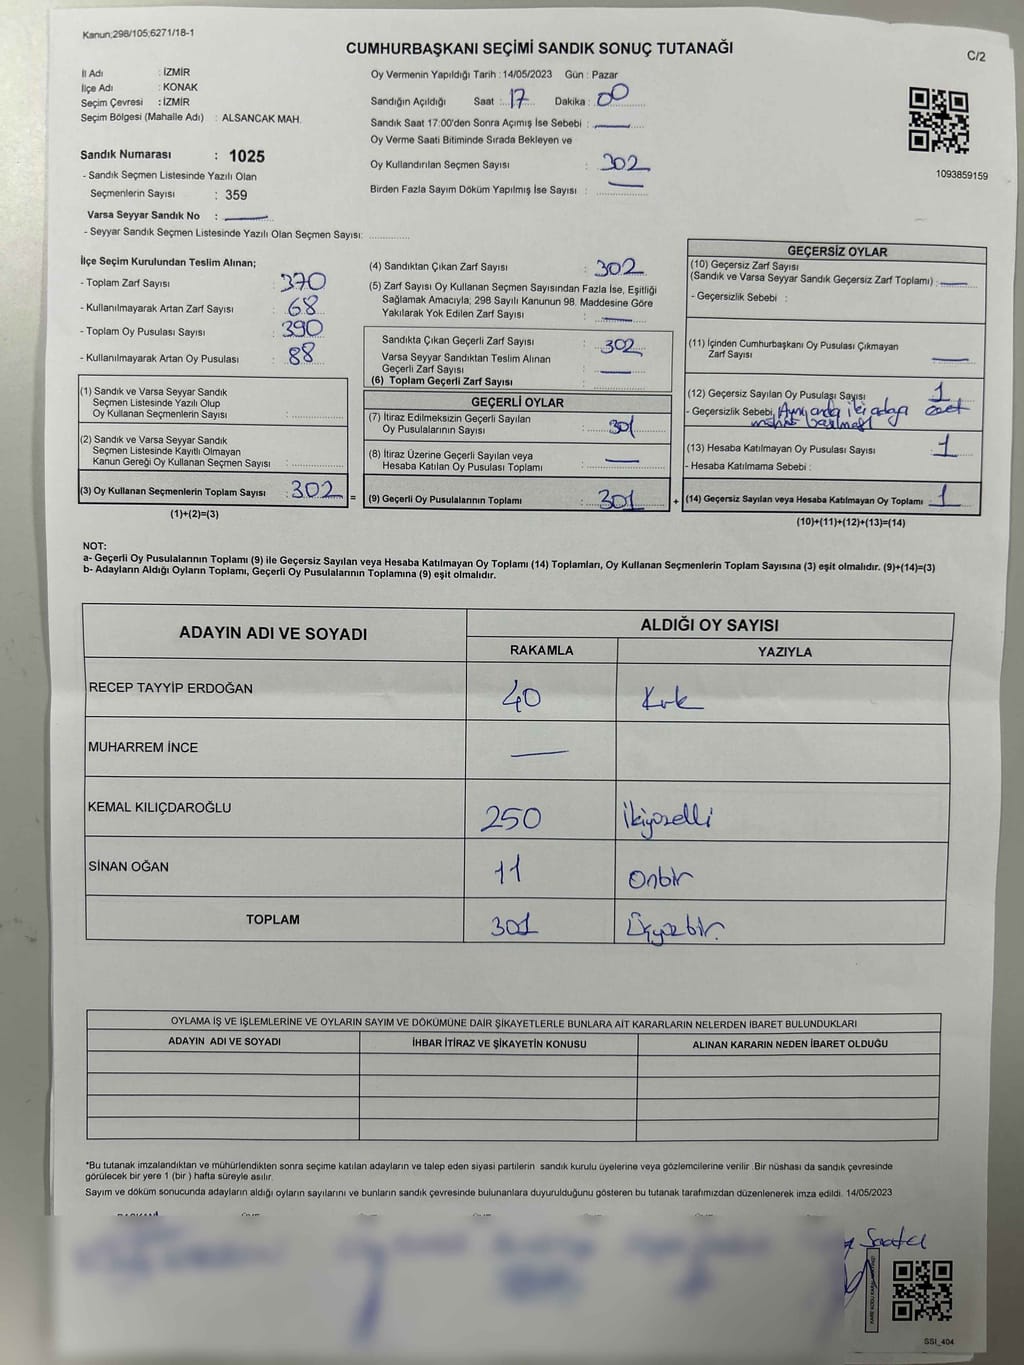 Kanun;298/105;6271/18-1
CUMHURBAŞKANI SEÇİMİ SANDIK SONUÇ TUTANAĞI
C/2
İl Adı : İZMİR
İlçe Adı : KONAK
Seçim Çevresi : İZMİR
Seçim Bölgesi (Mahalle Adı) : ALSANCAK MAH.
Sandık Numarası : 1025
- Sandık Seçmen Listesinde Yazılı Olan
Seçmenlerin Sayısı : 359
Varsa Seyyar Sandık No :
- Seyyar Sandık Seçmen Listesinde Yazılı Olan Seçmen Sayısı:
Oy Vermenin Yapıldığı Tarih : 14/05/2023 Gün : Pazar
Sandığın Açıldığı Saat : 17 Dakika : 00
Sandık Saat 17:00'den Sonra Açımış İse Sebebi :
Oy Verme Saati Bitiminde Sırada Bekleyen ve
Oy Kullandırılan Seçmen Sayısı : 302
Birden Fazla Sayım Döküm Yapılmış İse Sayısı :
1093859159
İlçe Seçim Kurulundan Teslim Alınan;
- Toplam Zarf Sayısı : 370
- Kullanılmayarak Artan Zarf Sayısı : 68
- Toplam Oy Pusulası Sayısı : 390
- Kullanılmayarak Artan Oy Pusulası : 88
(1) Sandık ve Varsa Seyyar Sandık
Seçmen Listesinde Yazılı Olup
Oy Kullanan Seçmenlerin Sayısı :
(2) Sandık ve Varsa Seyyar Sandık
Seçmen Listesinde Kayıtlı Olmayan
Kanun Gereği Oy Kullanan Seçmen Sayısı :
(3) Oy Kullanan Seçmenlerin Toplam Sayısı : 302 =
(1)+(2)=(3)
(4) Sandıktan Çıkan Zarf Sayısı : 302
(5) Zarf Sayısı Oy Kullanan Seçmen Sayısından Fazla İse, Eşitliği
Sağlamak Amacıyla; 298 Sayılı Kanunun 98. Maddesine Göre
Yakılarak Yok Edilen Zarf Sayısı :
Sandıkta Çıkan Geçerli Zarf Sayısı : 302
Varsa Seyyar Sandıktan Teslim Alınan
Geçerli Zarf Sayısı :
(6) Toplam Geçerli Zarf Sayısı :
GEÇERLİ OYLAR
(7) İtiraz Edilmeksizin Geçerli Sayılan
Oy Pusulalarının Sayısı : 301
(8) İtiraz Üzerine Geçerli Sayılan veya
Hesaba Katılan Oy Pusulası Toplamı :
(9) Geçerli Oy Pusulalarının Toplamı : 301 +
GEÇERSİZ OYLAR
(10) Geçersiz Zarf Sayısı
(Sandık ve Varsa Seyyar Sandık Geçersiz Zarf Toplamı) :
- Geçersizlik Sebebi :
(11) İçinden Cumhurbaşkanı Oy Pusulası Çıkmayan
Zarf Sayısı
(12) Geçersiz Sayılan Oy Pusulası Sayısı 1
- Geçersizlik Sebebi Aynı anda iki adaya evet
mührü basılması
(13) Hesaba Katılmayan Oy Pusulası Sayısı : 1
- Hesaba Katılmama Sebebi :
(14) Geçersiz Sayılan veya Hesaba Katılmayan Oy Toplamı : 1
(10)+(11)+(12)+(13)=(14)
NOT:
a- Geçerli Oy Pusulalarının Toplamı (9) ile Geçersiz Sayılan veya Hesaba Katılmayan Oy Toplamı (14) Toplamları, Oy Kullanan Seçmenlerin Toplam Sayısına (3) eşit olmalıdır. (9)+(14)=(3)
b- Adayların Aldığı Oyların Toplamı, Geçerli Oy Pusulalarının Toplamına (9) eşit olmalıdır.
ADAYIN ADI VE SOYADI ALDIĞI OY SAYISI
RAKAMLA YAZIYLA
RECEP TAYYİP ERDOĞAN 40 Kırk
MUHARREM İNCE
KEMAL KILIÇDAROĞLU 250 İkiyüzelli
SİNAN OĞAN 11 Onbir
TOPLAM 301 Üçyüzbir.
OYLAMA İŞ VE İŞLEMLERİNE VE OYLARIN SAYIM VE DÖKÜMÜNE DAİR ŞİKAYETLERLE BUNLARA AİT KARARLARIN NELERDEN İBARET BULUNDUKLARI
ADAYIN ADI VE SOYADI İHBAR İTİRAZ VE ŞİKAYETİN KONUSU ALINAN KARARIN NEDEN İBARET OLDUĞU
*Bu tutanak imzalandıktan ve mühürlendikten sonra seçime katılan adayların ve talep eden siyasi partilerin sandık kurulu üyelerine veya gözlemcilerine verilir .Bir nüshası da sandık çevresinde
görülecek bir yere 1 (bir ) hafta süreyle asılır.
Sayım ve döküm sonucunda adayların aldığı oyların sayılarını ve bunların sandık çevresinde bulunanlara duyurulduğunu gösteren bu tutanak tarafımızdan düzenlenerek imza edildi. 14/05/2023
SSI_404